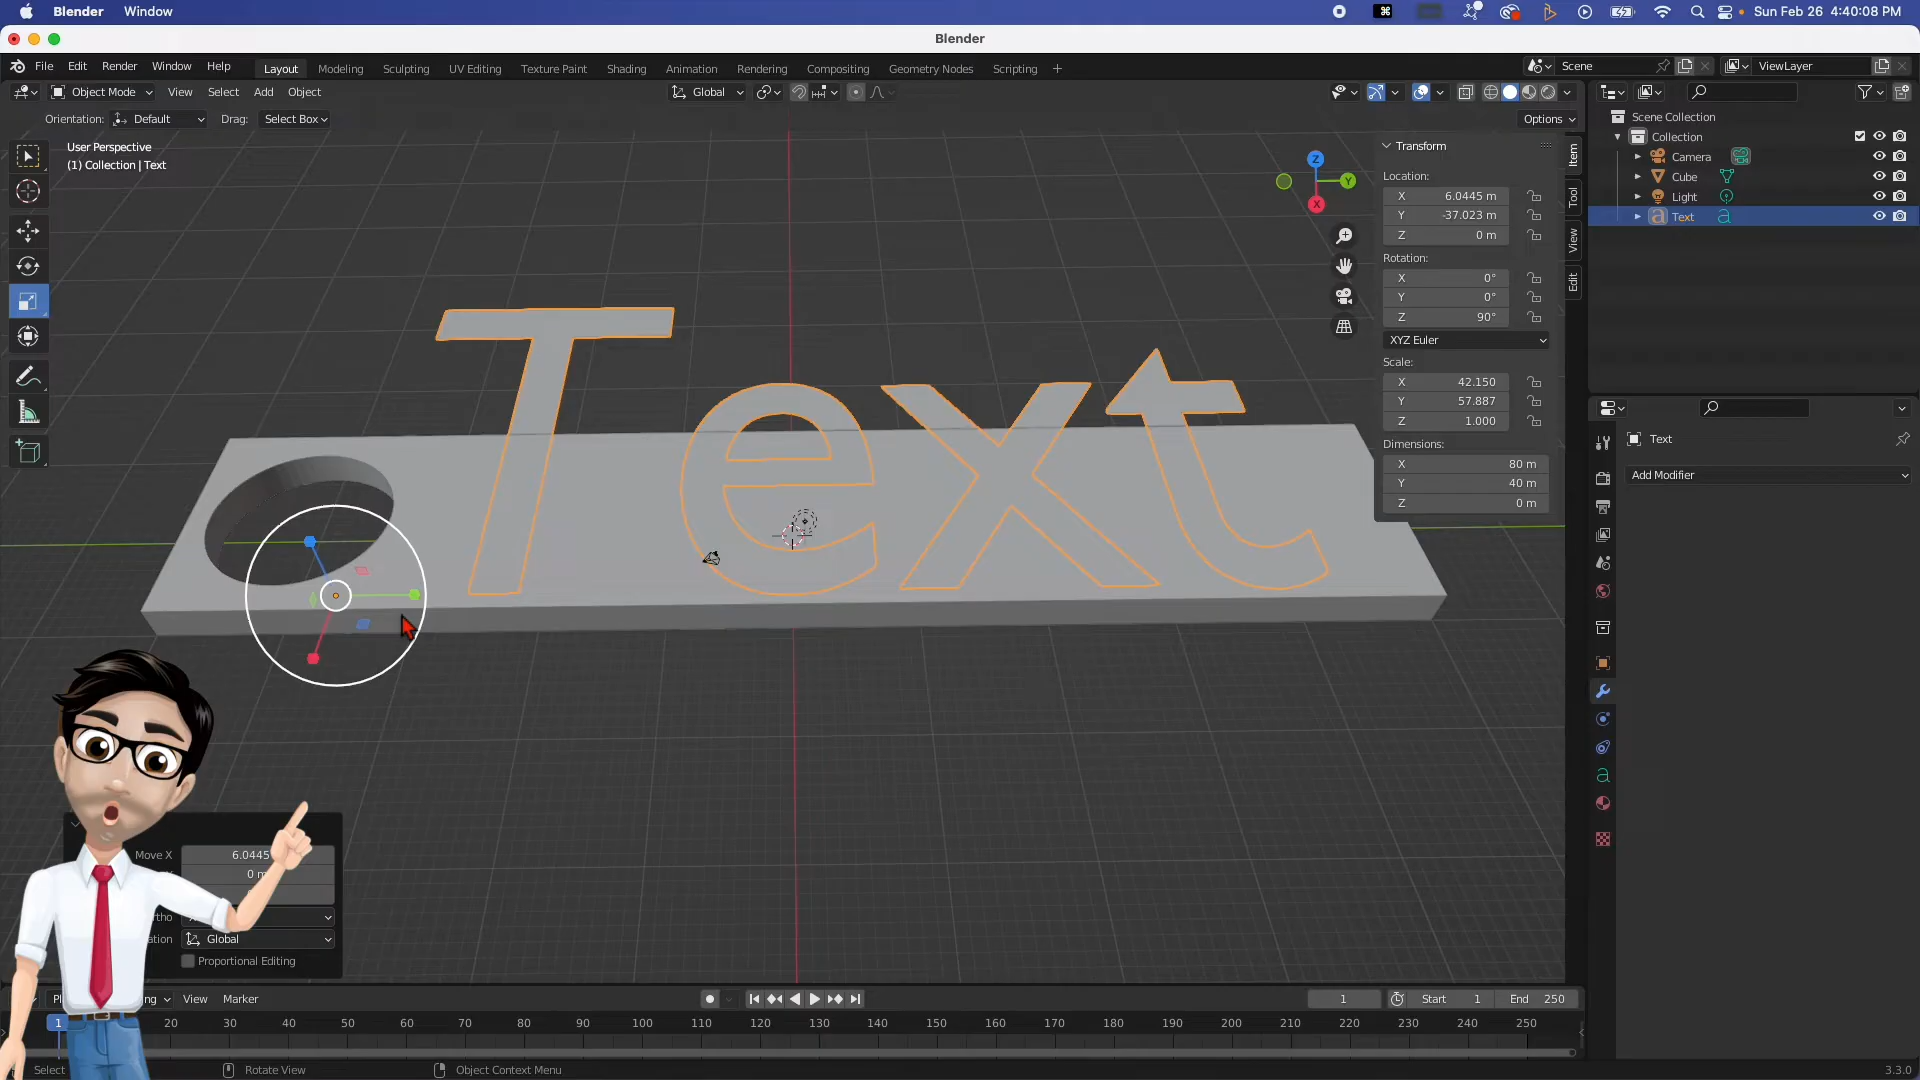 Blender Window
Sun Feb 26 4:40:08 PM
Blender
File Edit Render Window Help
Layout Modeling Sculpting UV Editing Texture Paint Shading Animation Rendering Compositing Geometry Nodes Scripting +
Scene
ViewLayer
Object Mode View Select Add Object
Global
Orientation: Default Drag: Select Box
Options
User Perspective
(1) Collection | Text
Z
Y
X
Text
Transform
Location:
X 6.0445 m
Y -37.023 m
Z 0 m
Rotation:
X 0°
Y 0°
Z 90°
XYZ Euler
Scale:
X 42.150
Y 57.887
Z 1.000
Dimensions:
X 80 m
Y 40 m
Z 0 m
Item
Tool
View
Edit
Scene Collection
Collection
Camera
Cube
Light
Text
Text
Add Modifier
Move X 6.0445
0 m
Global
Proportional Editing
View Marker
1
Start 1
End 250
1 20 30 40 50 60 70 80 90 100 110 120 130 140 150 160 170 180 190 200 210 220 230 240 250
Select
Rotate View
Object Context Menu
3.3.0